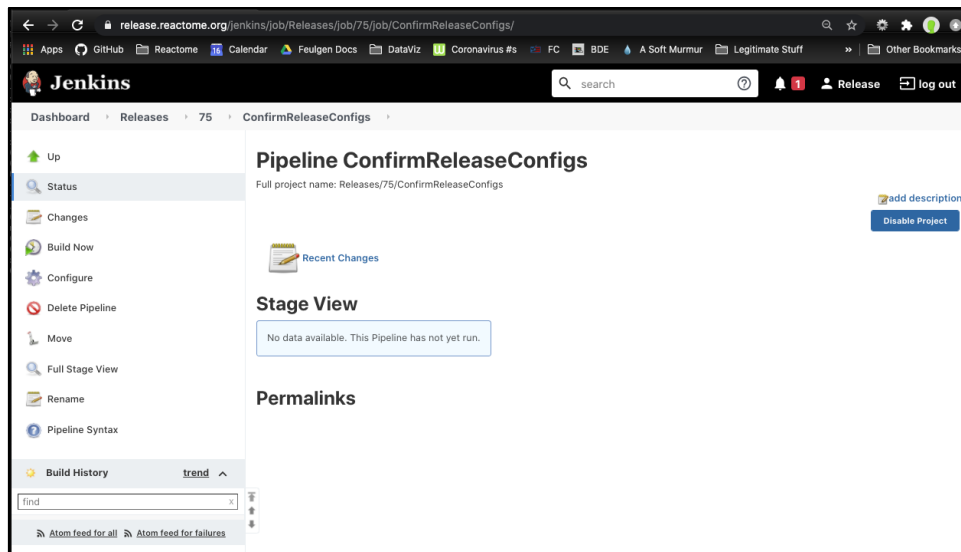 release.reactome.org/jenkins/job/Releases/job/75/job/ConfirmReleaseConfigs/
Apps GitHub Reactome 16 Calendar Feulgen Docs DataViz Coronavirus #s FC BDE A Soft Murmur Legitimate Stuff » Other Bookmarks
Jenkins search 1 Release log out
Dashboard Releases 75 ConfirmReleaseConfigs
Up
Status
Changes
Build Now
Configure
Delete Pipeline
Move
Full Stage View
Rename
Pipeline Syntax
Build History trend
find x
Atom feed for all Atom feed for failures
Pipeline ConfirmReleaseConfigs
Full project name: Releases/75/ConfirmReleaseConfigs
add description
Disable Project
Recent Changes
Stage View
No data available. This Pipeline has not yet run.
Permalinks